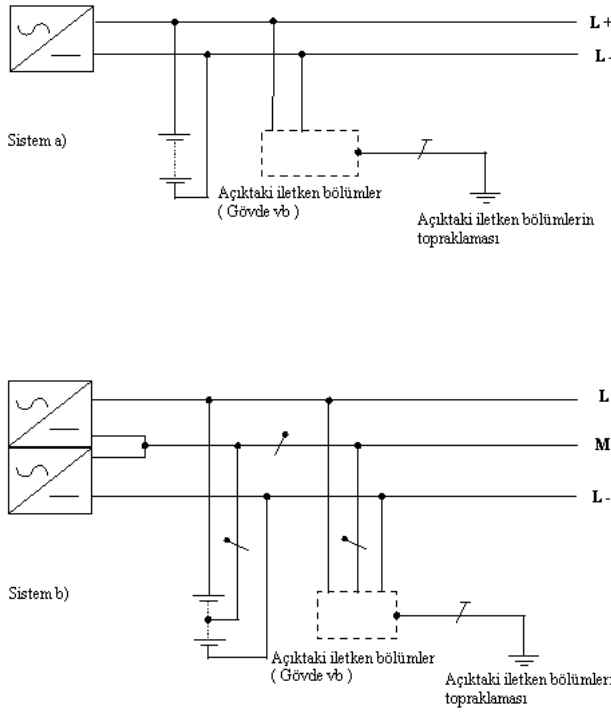 L+
L-
Sistem a)
Açıktaki iletken bölümler
( Gövde vb )
Açıktaki iletken bölümlerin
topraklaması
L
M
L-
Sistem b)
Açıktaki iletken bölümler
( Gövde vb )
Açıktaki iletken bölümleri
topraklaması